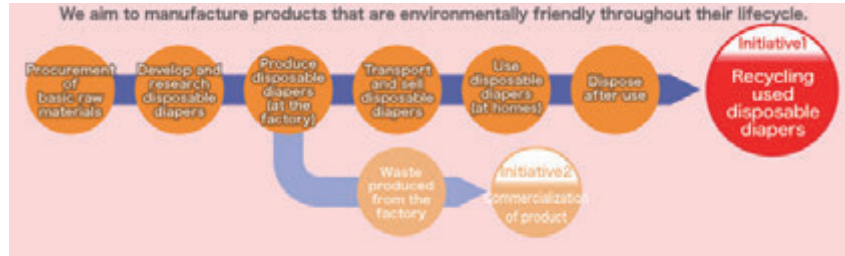 We aim to manufacture products that are environmentally friendly throughout their lifecycle.
Procurement
of
basic raw
materials
Develop and
research
disposable
diapers
Produce
disposable
diapers
(at the
factory)
Transport
and sell
disposable
diapers
Use
disposable
diapers
(at homes)
Dispose
after use
Initiative1
Recycling
used
disposable
diapers
Waste
produced
from the
factory
Initiative2
Commercialization
of product